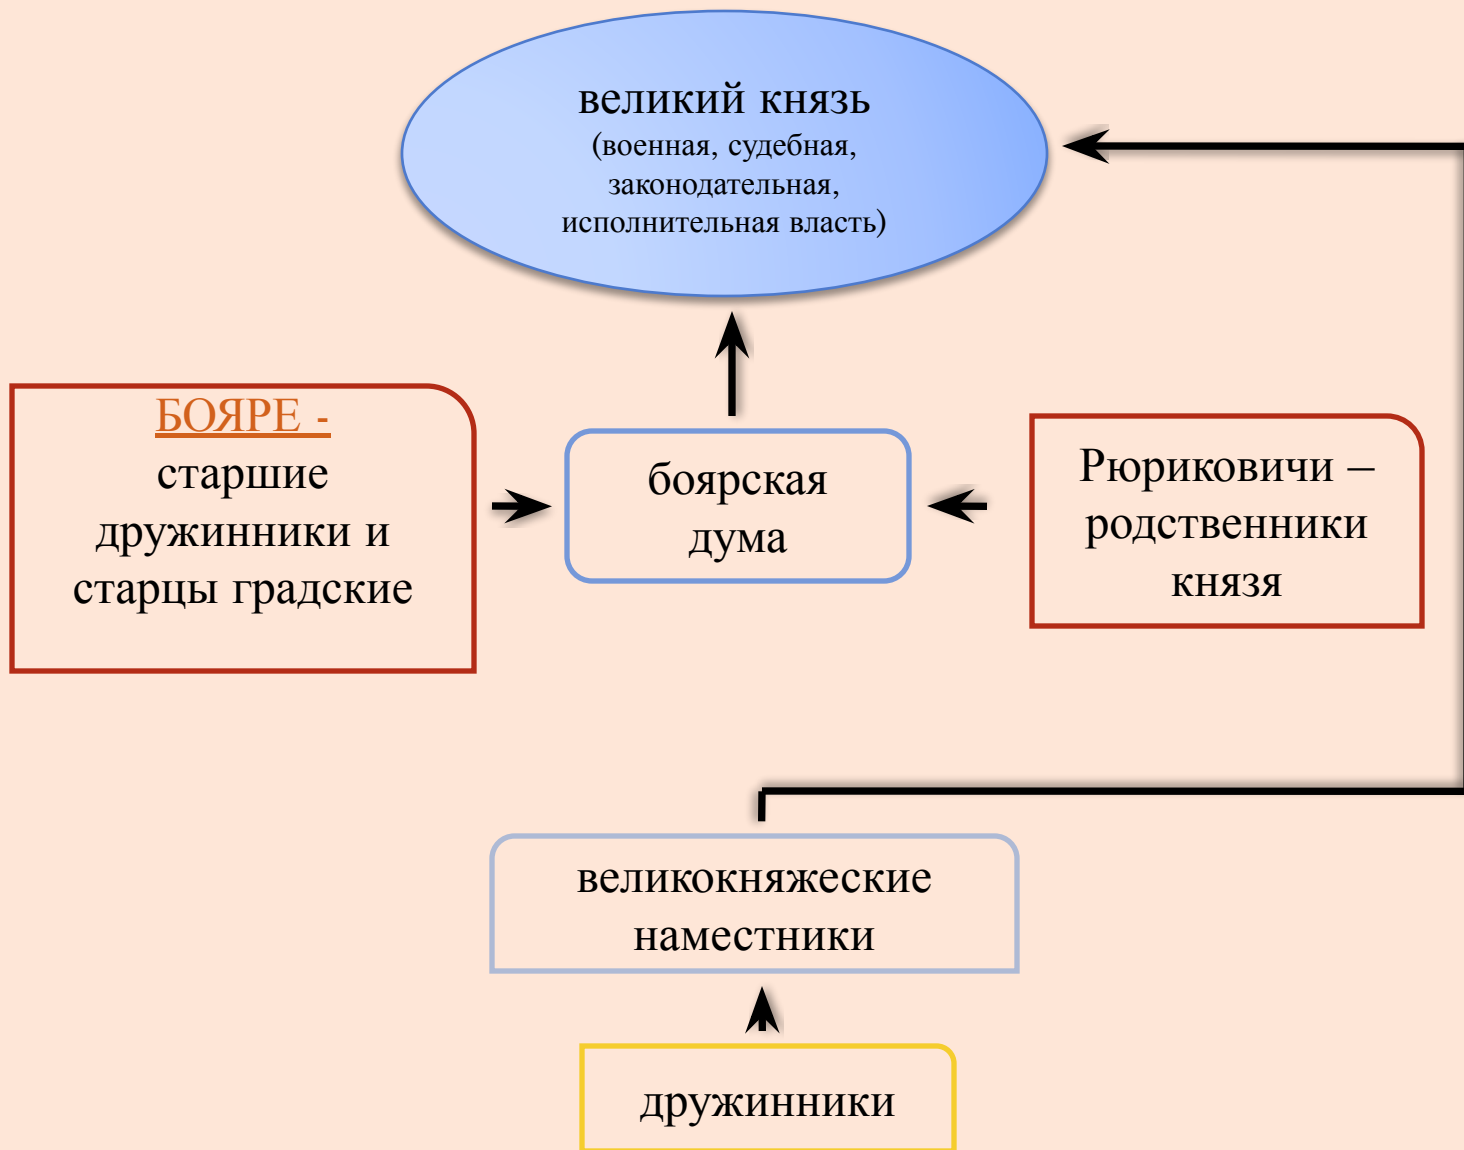 великий князь
(военная, судебная,
законодательная,
исполнительная власть)
БОЯРЕ -
старшие
дружинники и
старцы градские
боярская
дума
Рюриковичи –
родственники
князя
великокняжеские
наместники
дружинники